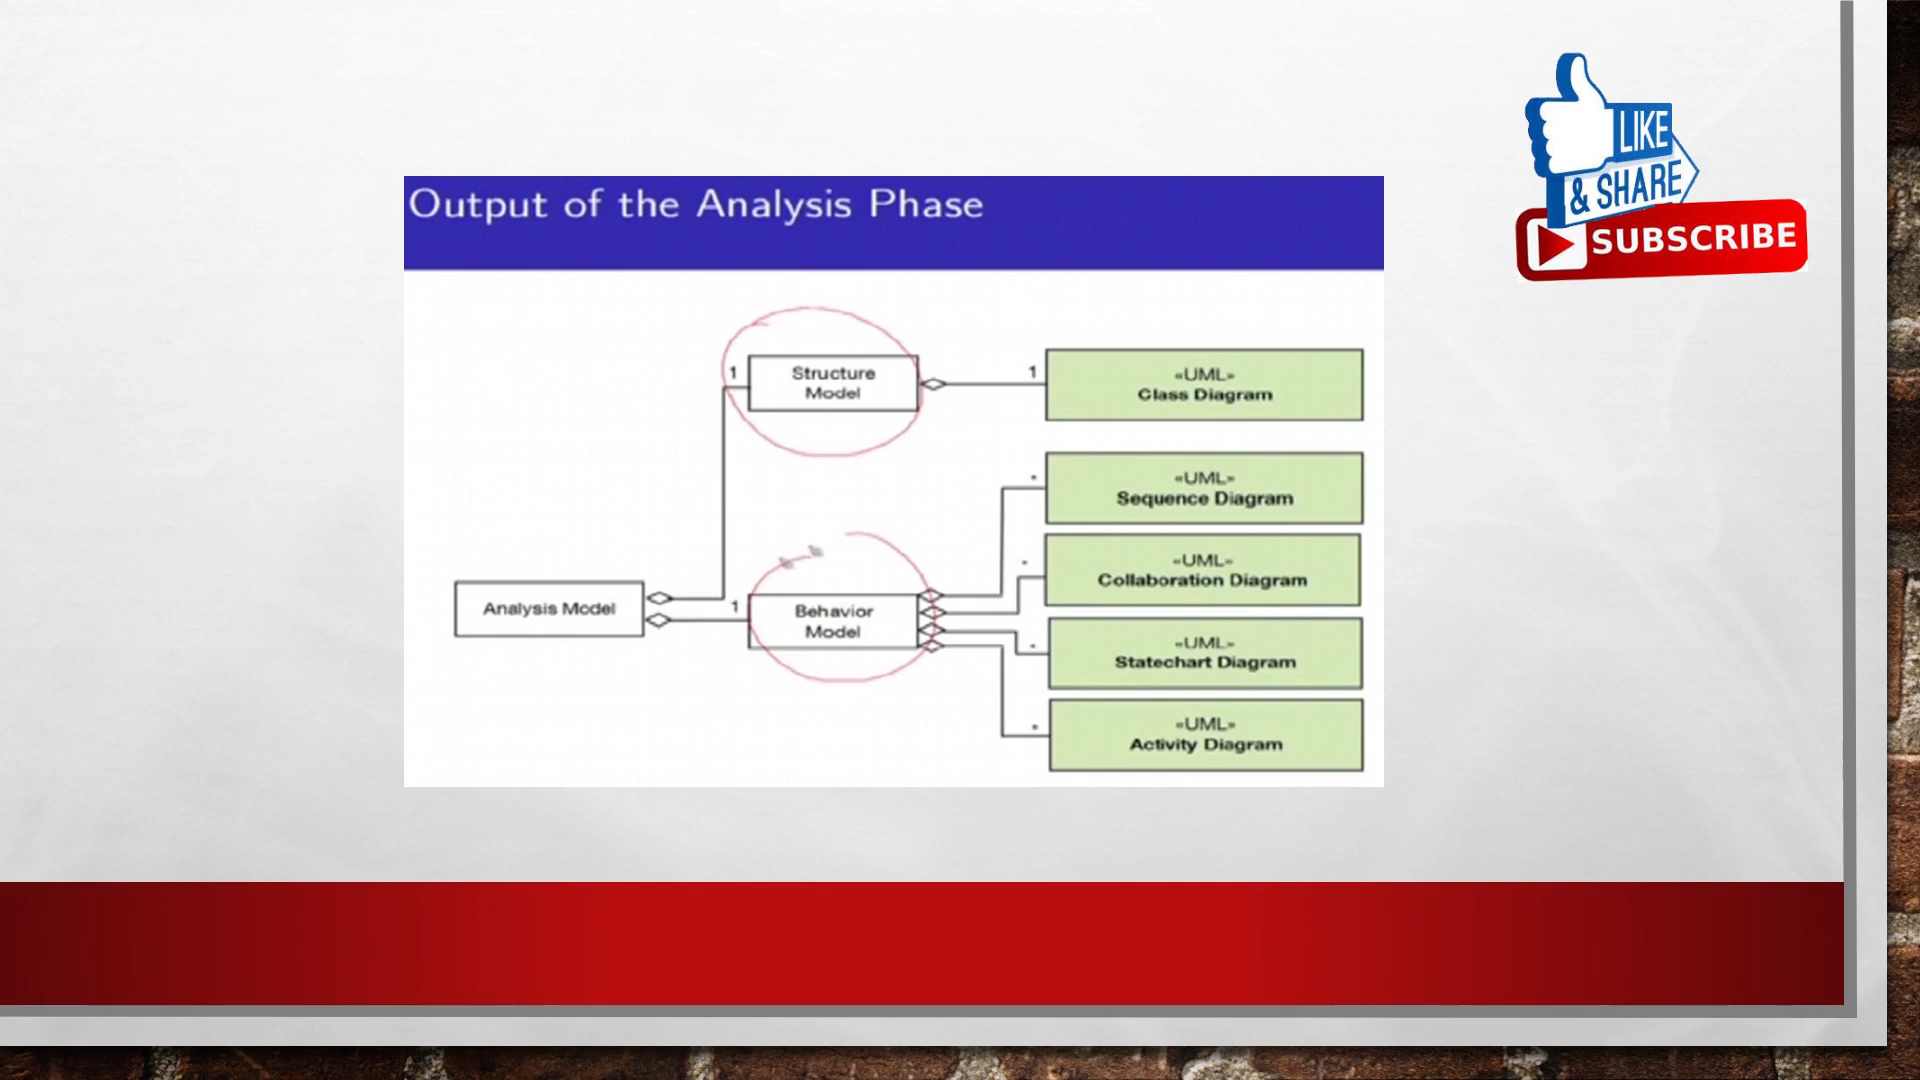 Output of the Analysis Phase
LIKE
& SHARE
SUBSCRIBE
1
Structure
Model
1
«UML»
Class Diagram
*
«UML»
Sequence Diagram
*
«UML»
Collaboration Diagram
Analysis Model
1
Behavior
Model
*
«UML»
Statechart Diagram
*
«UML»
Activity Diagram